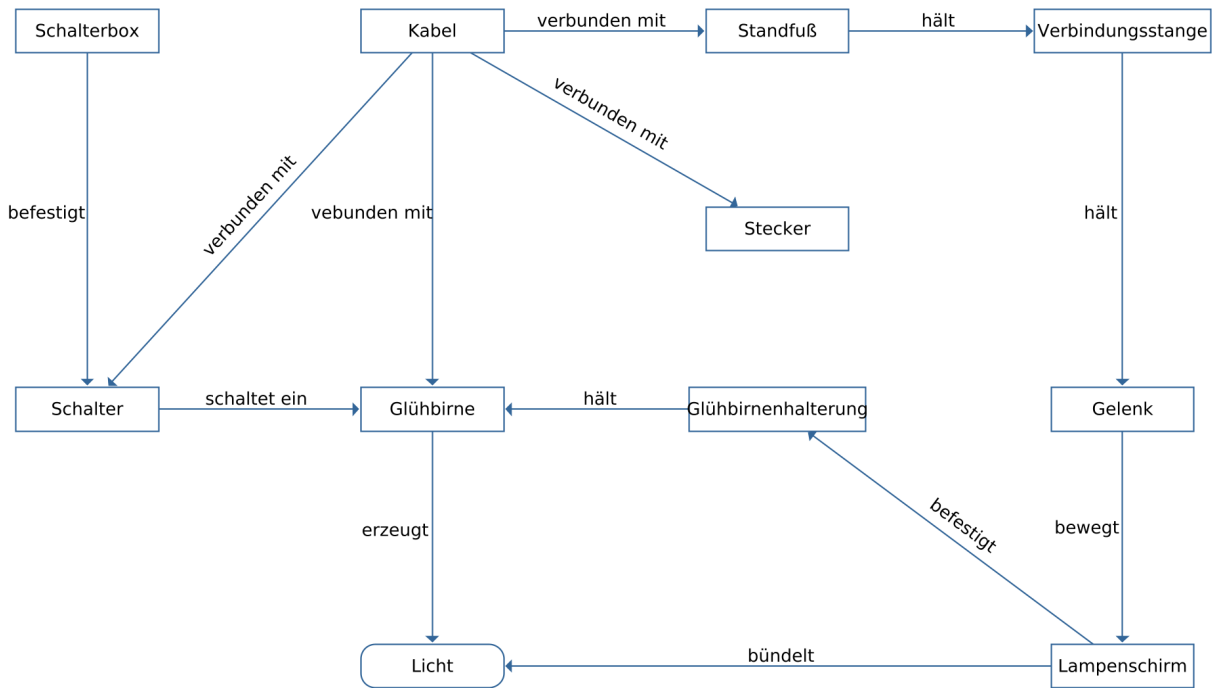 Schalterbox
Kabel
verbunden mit
Standfuß
hält
Verbindungsstange
verbunden mit
verbunden mit
befestigt
vebunden mit
hält
Stecker
Schalter
schaltet ein
Glühbirne
hält
Glühbirnenhalterung
Gelenk
erzeugt
befestigt
bewegt
Licht
bündelt
Lampenschirm